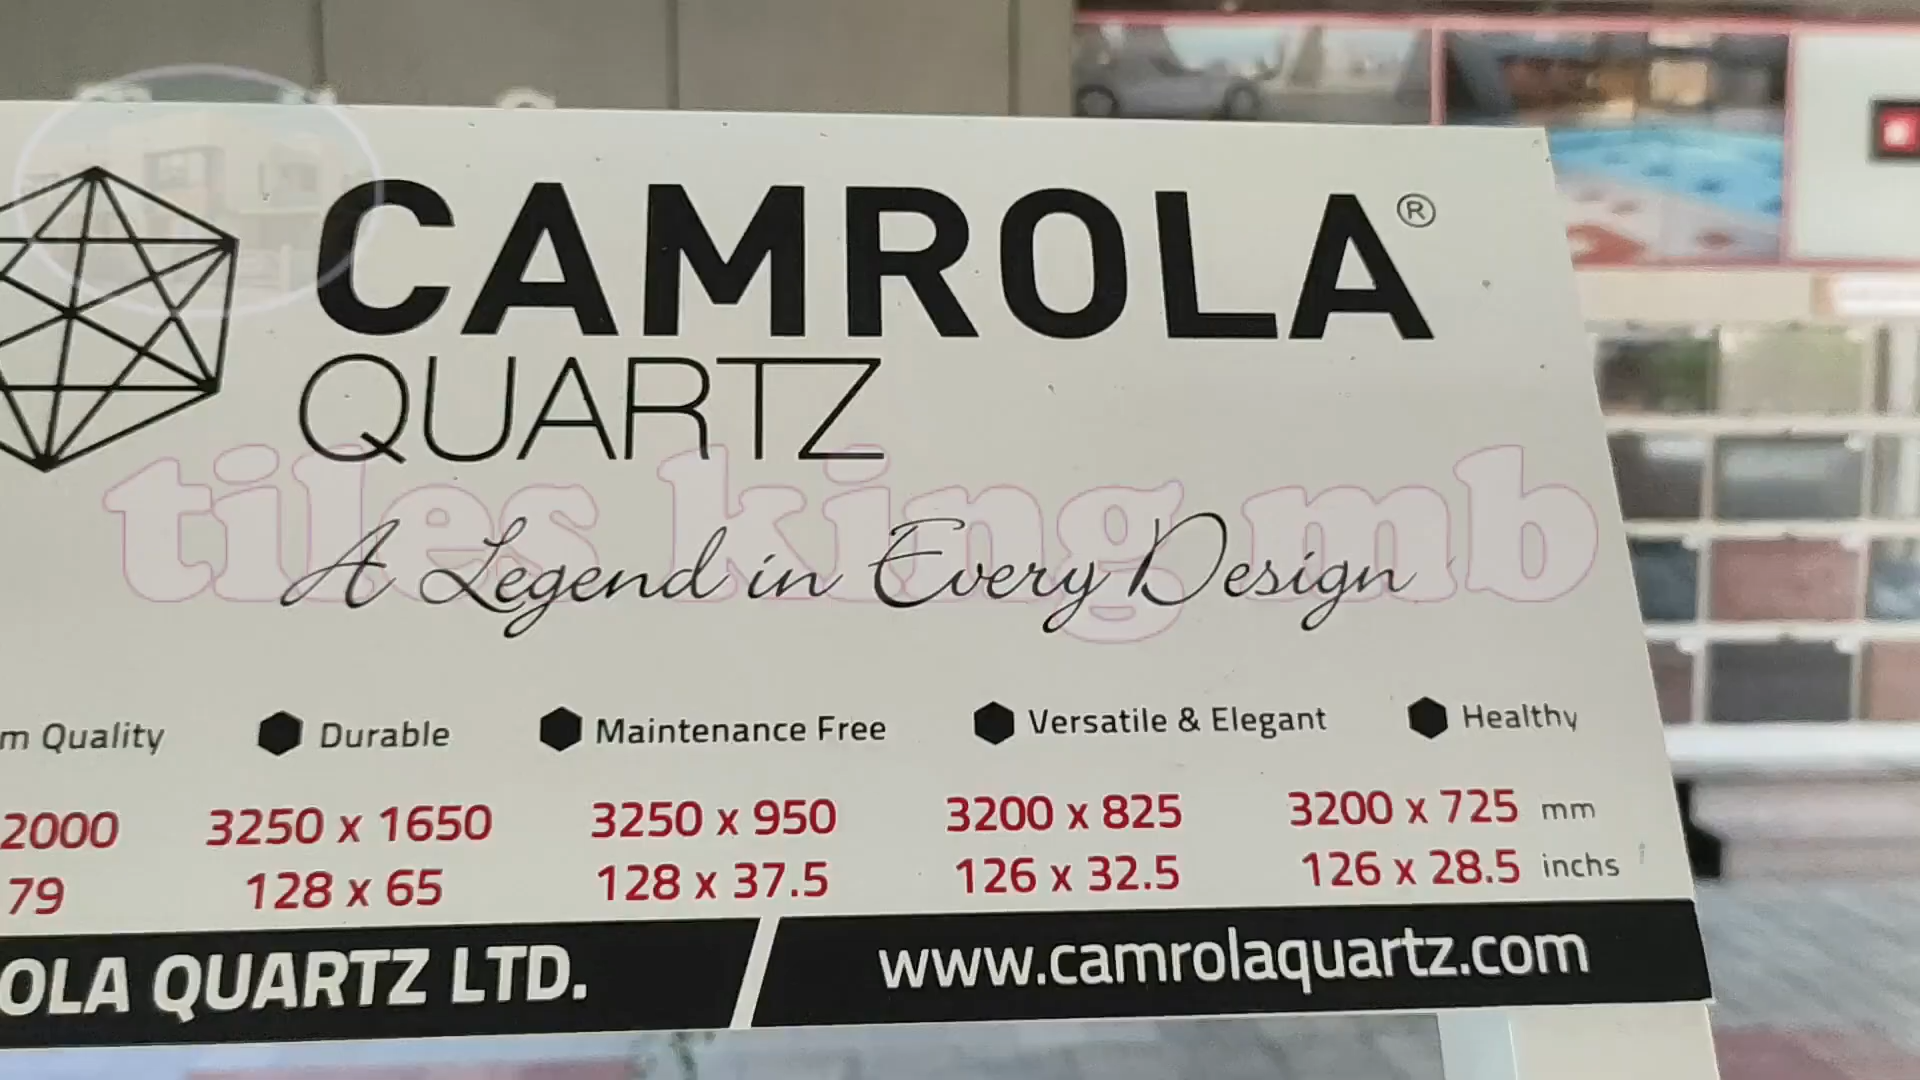 CAMROLA®
QUARTZ
tiles king mb
A Legend in Every Design
m Quality Durable Maintenance Free Versatile & Elegant Healthy
2000 3250 x 1650 3250 x 950 3200 x 825 3200 x 725 mm
79 128 x 65 128 x 37.5 126 x 32.5 126 x 28.5 inchs
OLA QUARTZ LTD. www.camrolaquartz.com